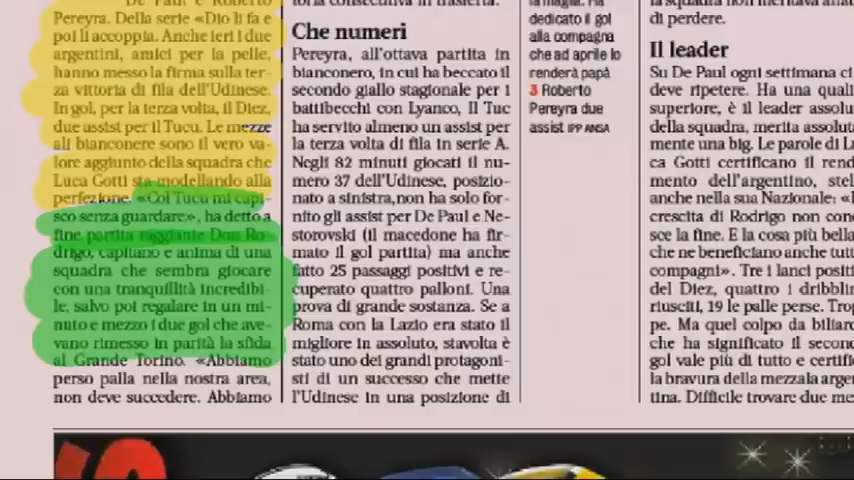 De Paul e Roberto
Pereyra. Della serie «Dio li fa e
poi li accoppia. Anche ieri i due
argentini, amici per la pelle,
hanno messo la firma sulla ter-
za vittoria di fila dell'Udinese.
In gol, per la terza volta, il Diez,
due assist per il Tucu. Le mezze
ali bianconere sono il vero va-
lore aggiunto della squadra che
Luca Gotti sta modellando alla
perfezione. «Col Tucu mi capi-
sco senza guardare», ha detto a
fine partita raggiante Don Ro-
drigo, capitano e anima di una
squadra che sembra giocare
con una tranquillità incredibi-
le, salvo poi regalare in un mi-
nuto e mezzo i due gol che ave-
vano rimesso in parità la sfida
al Grande Torino. «Abbiamo
perso palla nella nostra area,
non deve succedere. Abbiamo
Che numeri
Pereyra, all'ottava partita in
bianconero, in cui ha beccato il
secondo giallo stagionale per i
battibecchi con Lyanco, Il Tuc
ha servito almeno un assist per
la terza volta di fila in serie A.
Negli 82 minuti giocati il nu-
mero 37 dell'Udinese, posizio-
nato a sinistra, non ha solo for-
nito gli assist per De Paul e Ne-
storovski (il macedone ha fir-
mato il gol partita) ma anche
fatto 25 passaggi positivi e re-
cuperato quattro palloni. Una
prova di grande sostanza. Se a
Roma con la Lazio era stato il
migliore in assoluto, stavolta è
stato uno dei grandi protagoni-
sti di un successo che mette
l'Udinese in una posizione di
dedicato il gol
alla compagna
che ad aprile lo
renderà papà
3 Roberto
Pereyra due
assist IPP ANSA
di perdere.
Il leader
Su De Paul ogni settimana ci
deve ripetere. Ha una quali
superiore, è il leader assolu
della squadra, merita assoluta
mente una big. Le parole di Lu
ca Gotti certificano il rend
mento dell'argentino, stel
anche nella sua Nazionale: «l
crescita di Rodrigo non cono
sce la fine. E la cosa più bella
che ne beneficiano anche tutt
compagni». Tre i lanci positi
del Diez, quattro i dribblin
riusciti, 19 le palle perse. Trop
pe. Ma quel colpo da biliard
che ha significato il second
gol vale più di tutto e certifi
la bravura della mezzala argen
tina. Difficile trovare due me